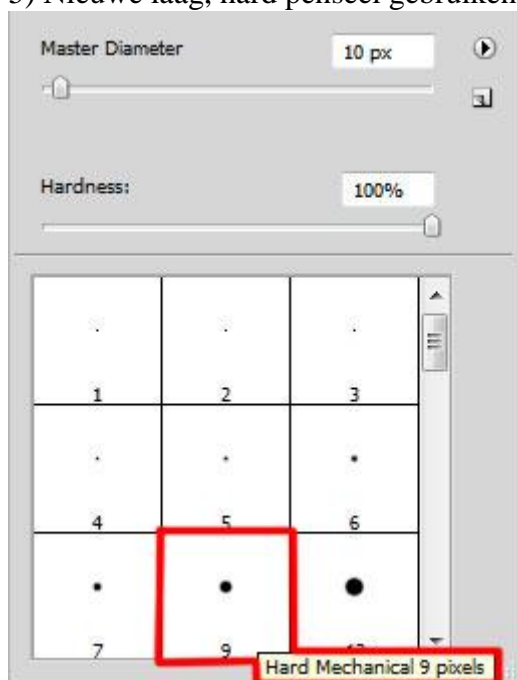 3) Nieuwe laag, hard penseel gebruiken
Master Diameter 10 px
Hardness: 100%
1 2 3
4 5 6
7 9
Hard Mechanical 9 pixels